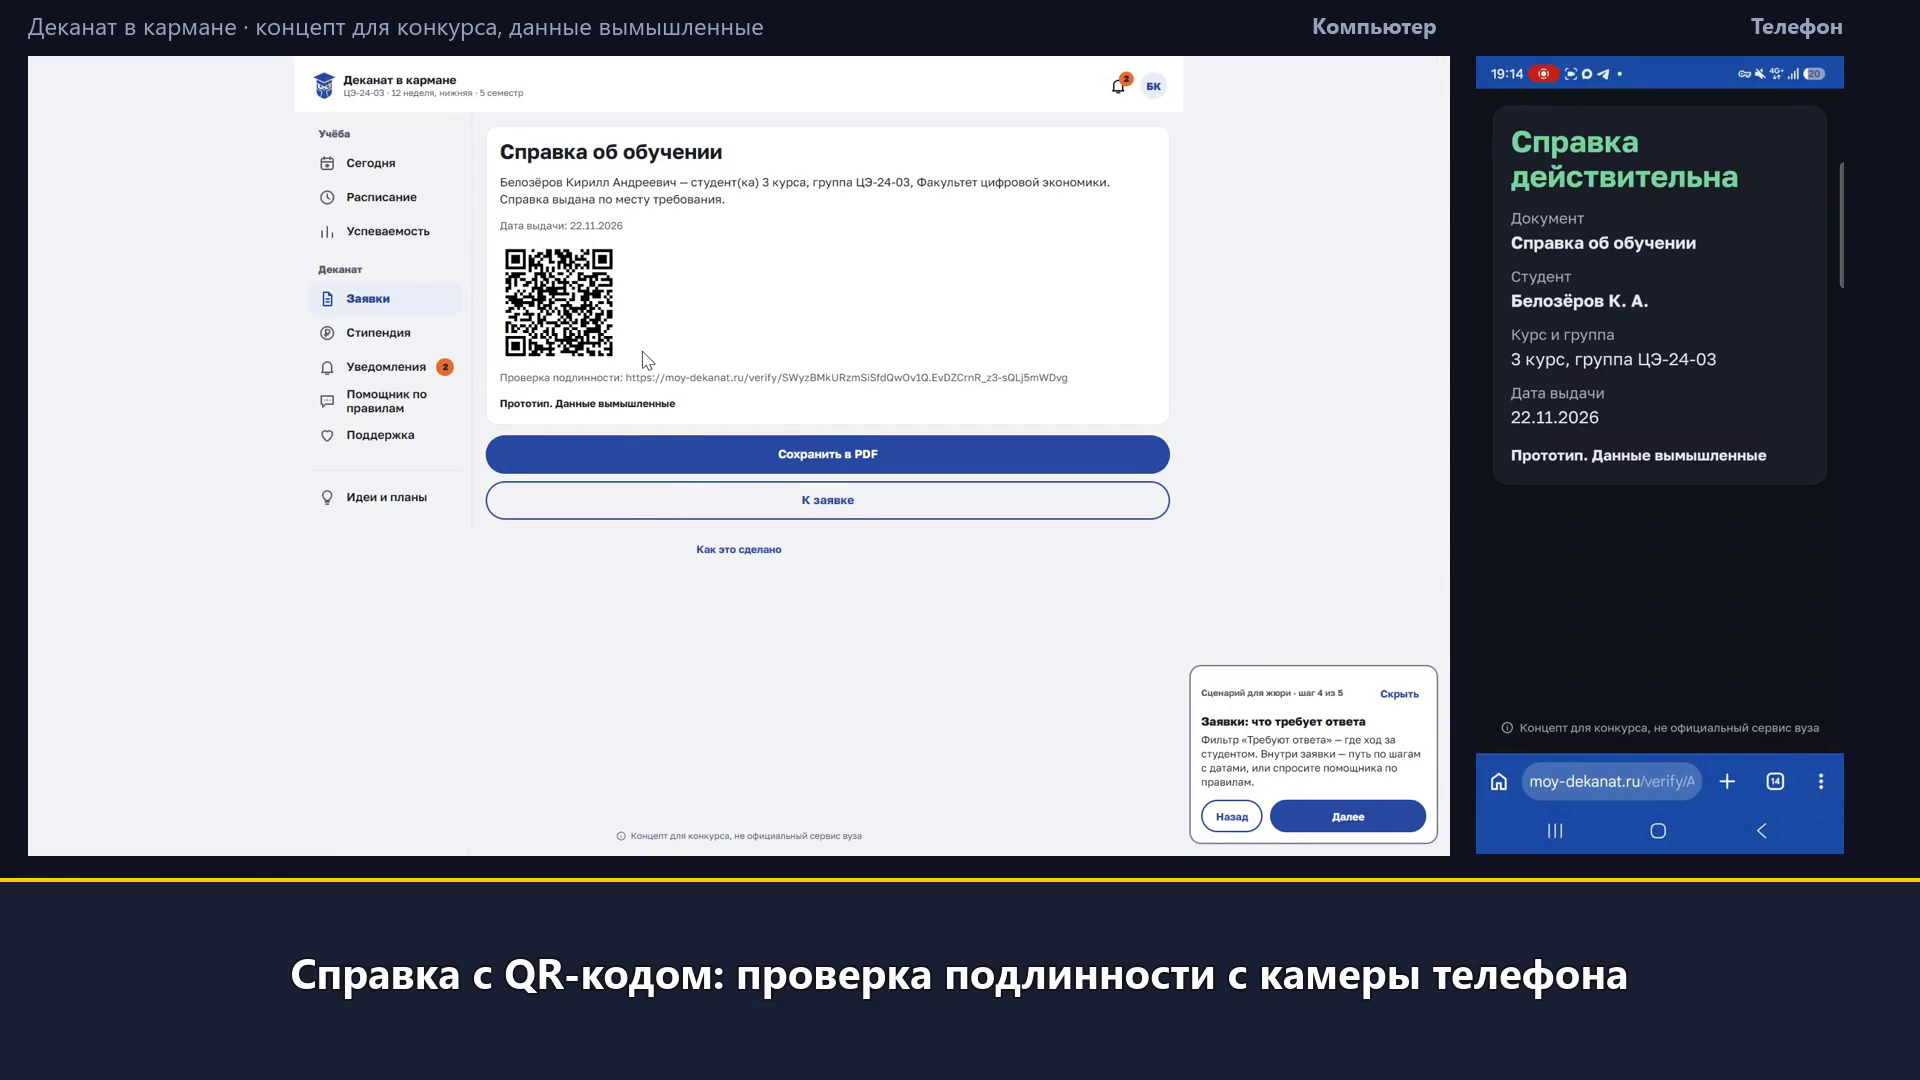 Деканат в кармане · концепт для конкурса, данные вымышленные
Компьютер
Телефон
Деканат в кармане
ЦЭ-24-03 · 12 неделя, нижняя · 5 семестр
2
БК
Учёба
Сегодня
Расписание
Успеваемость
Деканат
Заявки
Стипендия
Уведомления 2
Помощник по
правилам
Поддержка
Идеи и планы
Справка об обучении
Белозёров Кирилл Андреевич — студент(ка) 3 курса, группа ЦЭ-24-03, Факультет цифровой экономики.
Справка выдана по месту требования.
Дата выдачи: 22.11.2026
Проверка подлинности: https://moy-dekanat.ru/verify/SWyzBMkURzmSiSfdQwOv1Q.EvDZCrnR_z3-sQLj5mWDvg
Прототип. Данные вымышленные
Сохранить в PDF
К заявке
Как это сделано
Концепт для конкурса, не официальный сервис вуза
Сценарий для жюри · шаг 4 из 5
Скрыть
Заявки: что требует ответа
Фильтр «Требуют ответа» — где ход за
студентом. Внутри заявки — путь по шагам
с датами, или спросите помощника по
правилам.
Назад
Далее
19:14
4G+
20
Справка
действительна
Документ
Справка об обучении
Студент
Белозёров К. А.
Курс и группа
3 курс, группа ЦЭ-24-03
Дата выдачи
22.11.2026
Прототип. Данные вымышленные
Концепт для конкурса, не официальный сервис вуза
moy-dekanat.ru/verify/A
14
Справка с QR-кодом: проверка подлинности с камеры телефона